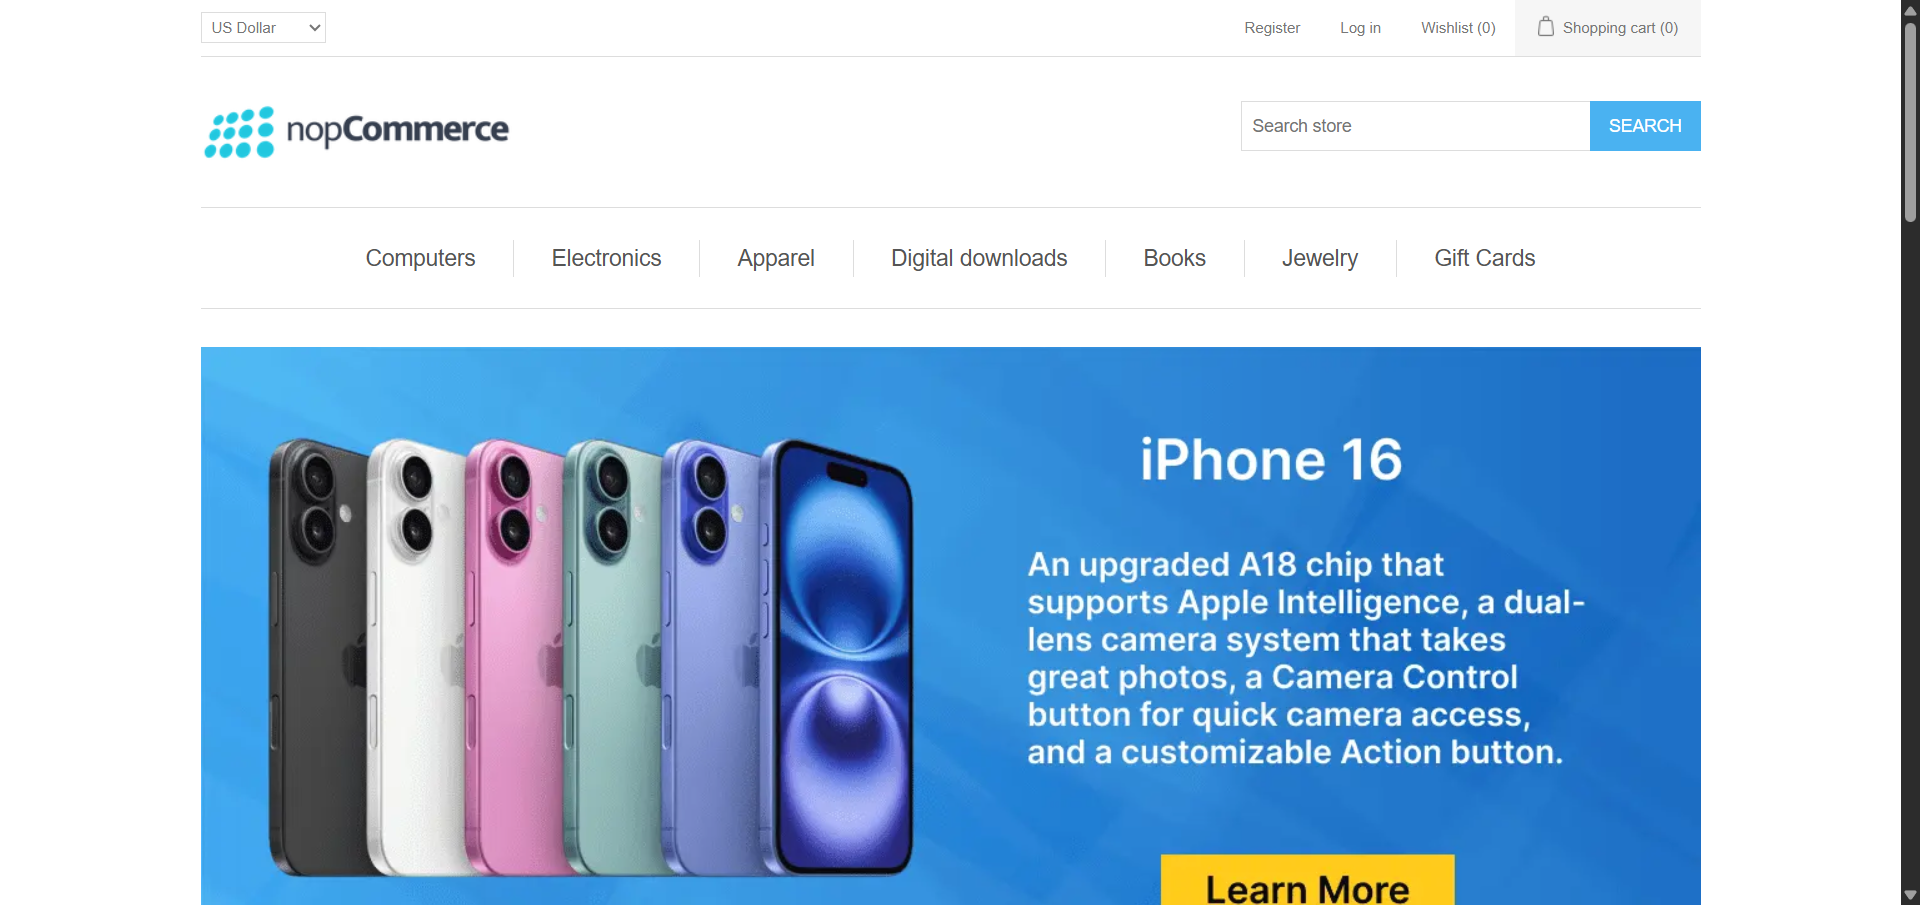 US Dollar
Register
Log in
Wishlist (0)
Shopping cart (0)
nopCommerce
Search store
SEARCH
Computers
Electronics
Apparel
Digital downloads
Books
Jewelry
Gift Cards
iPhone 16
An upgraded A18 chip that
supports Apple Intelligence, a dual-
lens camera system that takes
great photos, a Camera Control
button for quick camera access,
and a customizable Action button.
Learn More